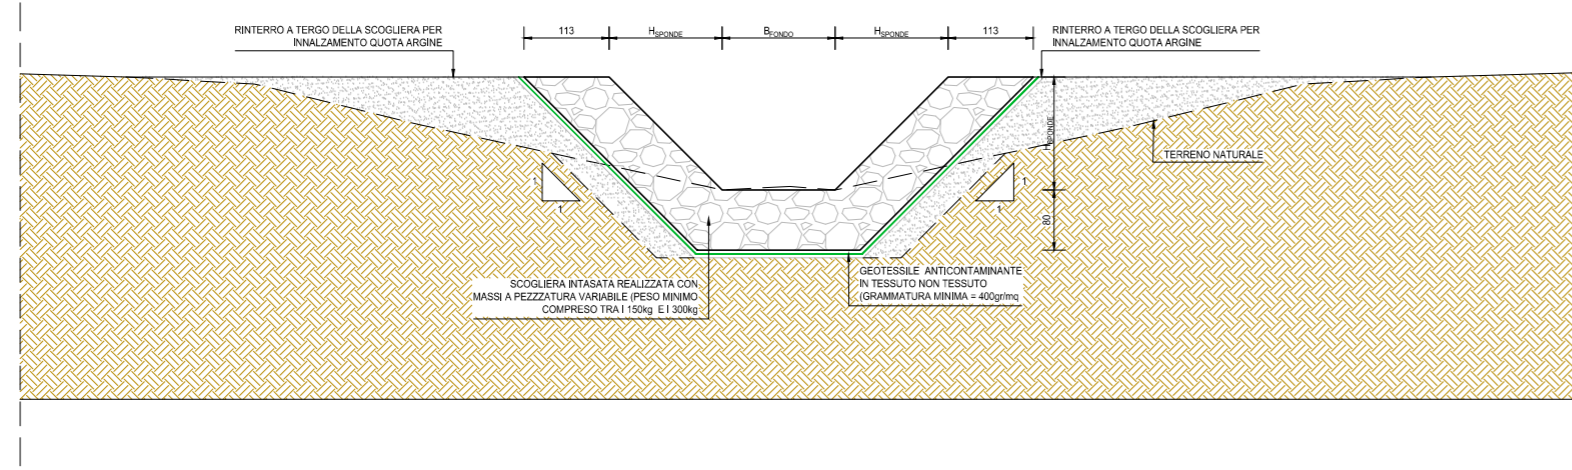 RINTERRO A TERGO DELLA SCOGLIERA PER
INNALZAMENTO QUOTA ARGINE
113
HSPONDE
BFONDO
HSPONDE
113
RINTERRO A TERGO DELLA SCOGLIERA PER
INNALZAMENTO QUOTA ARGINE
HSPONDE
TERRENO NATURALE
1
1
1
1
80
SCOGLIERA INTASATA REALIZZATA CON
MASSI A PEZZZATURA VARIABILE (PESO MINIMO
COMPRESO TRA I 150kg E I 300kg
GEOTESSILE ANTICONTAMINANTE
IN TESSUTO NON TESSUTO
(GRAMMATURA MINIMA = 400gr/mq